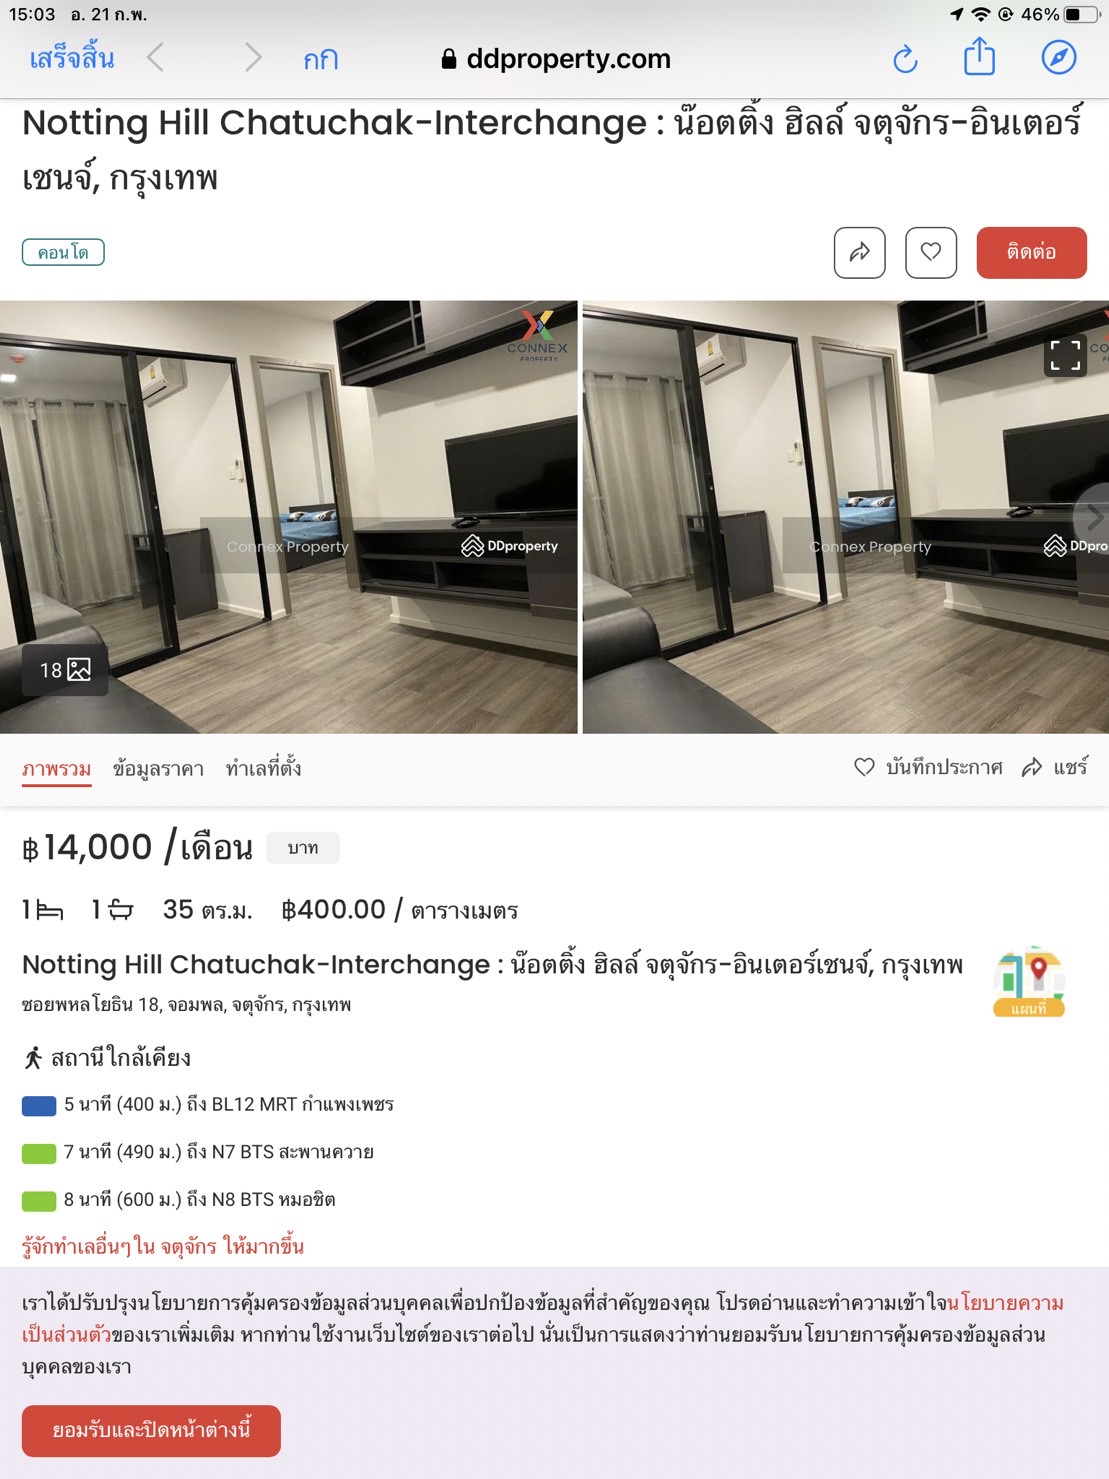 15:03 อ. 21 ก.พ.
46%
เสร็จสิ้น
กก
ddproperty.com
Notting Hill Chatuchak-Interchange : น๊อตติ้ง ฮิลล์ จตุจักร-อินเตอร์
เชนจ์, กรุงเทพ
คอนโด
ติดต่อ
CONNEX
PROPERTY
Connex Property
DDproperty
Connex Property
DDpro
18
ภาพรวม ข้อมูลราคา ทำเลที่ตั้ง
บันทึกประกาศ แชร์
฿14,000 /เดือน บาท
1 1 35 ตร.ม. ฿400.00 / ตารางเมตร
Notting Hill Chatuchak-Interchange : น๊อตติ้ง ฮิลล์ จตุจักร-อินเตอร์เชนจ์, กรุงเทพ
ซอยพหลโยธิน 18, จอมพล, จตุจักร, กรุงเทพ
แผนที่
สถานีใกล้เคียง
5 นาที (400 ม.) ถึง BL12 MRT กำแพงเพชร
7 นาที (490 ม.) ถึง N7 BTS สะพานควาย
8 นาที (600 ม.) ถึง N8 BTS หมอชิต
รู้จักทำเลอื่นๆ ใน จตุจักร ให้มากขึ้น
เราได้ปรับปรุงนโยบายการคุ้มครองข้อมูลส่วนบุคคลเพื่อปกป้องข้อมูลที่สำคัญของคุณ โปรดอ่านและทำความเข้าใจนโยบายความ
เป็นส่วนตัวของเราเพิ่มเติม หากท่านใช้งานเว็บไซต์ของเราต่อไป นั่นเป็นการแสดงว่าท่านยอมรับนโยบายการคุ้มครองข้อมูลส่วน
บุคคลของเรา
ยอมรับและปิดหน้าต่างนี้